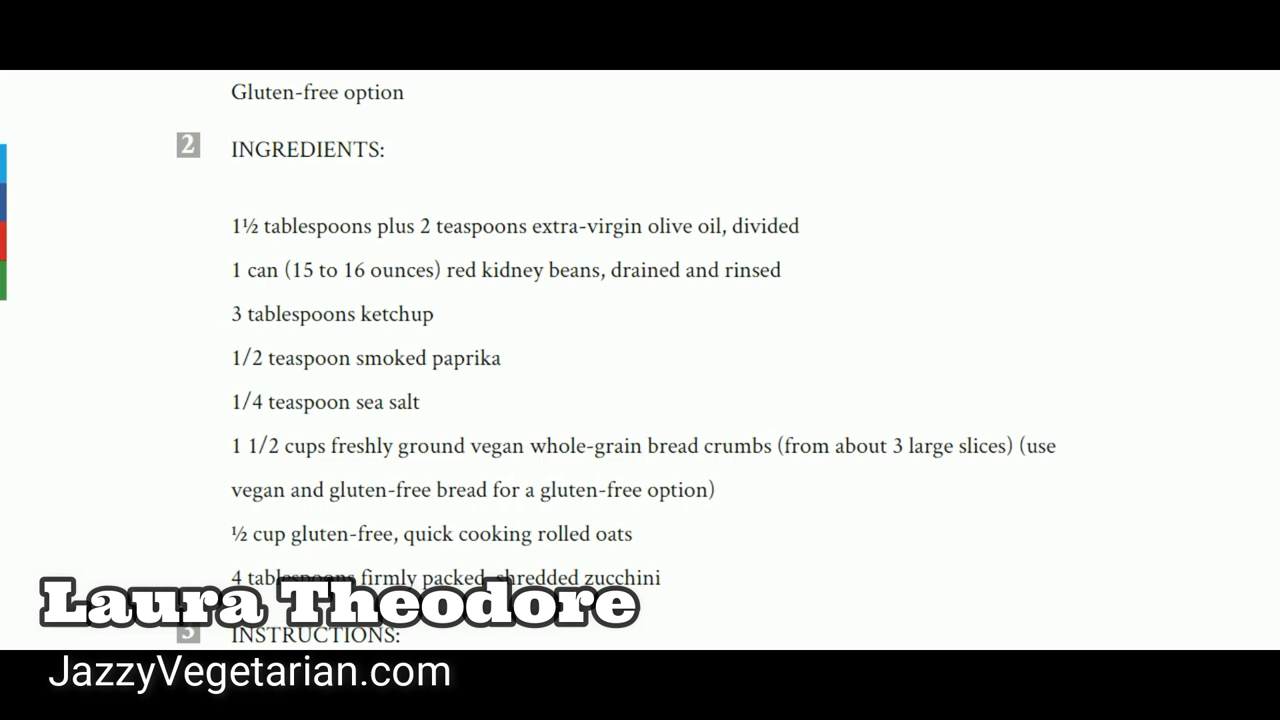 Gluten-free option
2 INGREDIENTS:
1½ tablespoons plus 2 teaspoons extra-virgin olive oil, divided
1 can (15 to 16 ounces) red kidney beans, drained and rinsed
3 tablespoons ketchup
1/2 teaspoon smoked paprika
1/4 teaspoon sea salt
1 1/2 cups freshly ground vegan whole-grain bread crumbs (from about 3 large slices) (use
vegan and gluten-free bread for a gluten-free option)
½ cup gluten-free, quick cooking rolled oats
4 tablespoons firmly packed, shredded zucchini
Laura Theodore
3 INSTRUCTIONS:
JazzyVegetarian.com